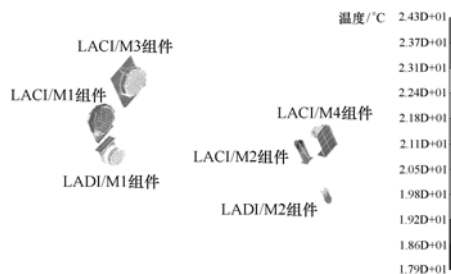 温度/°C
2.43D+01
2.37D+01
2.31D+01
2.24D+01
2.18D+01
2.11D+01
2.05D+01
1.98D+01
1.92D+01
1.86D+01
1.79D+01
LACI/M3组件
LACI/M1组件
LADI/M1组件
LACI/M4组件
LACI/M2组件
LADI/M2组件